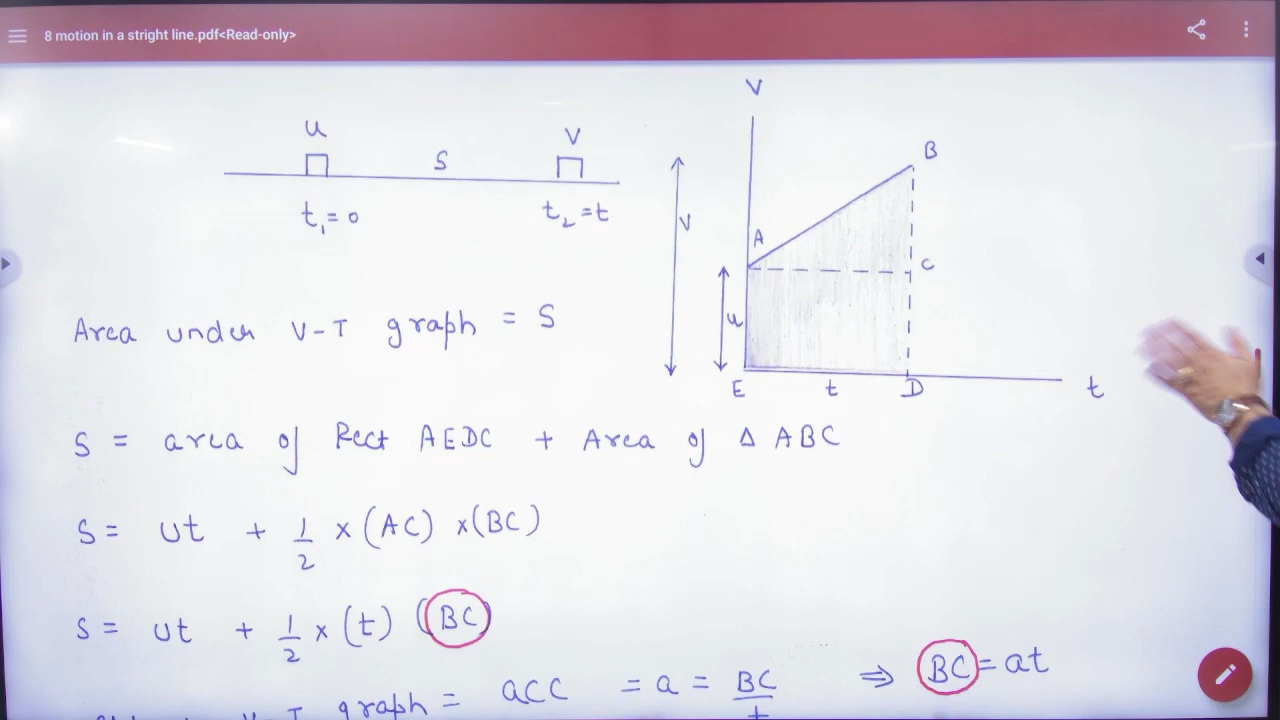 8 motion in a stright line.pdf<Read-only>
V
u
S
V
B
t₁ = 0
t₂ = t
V
A
C
u
Area under V-T graph = S
E
t
D
t
S = area of Rect AEDC + Area of Δ ABC
S = ut + 1/2 × (AC) × (BC)
S = ut + 1/2 × (t) (BC)
V-T graph = acc = a = BC/t ⇒ BC = at